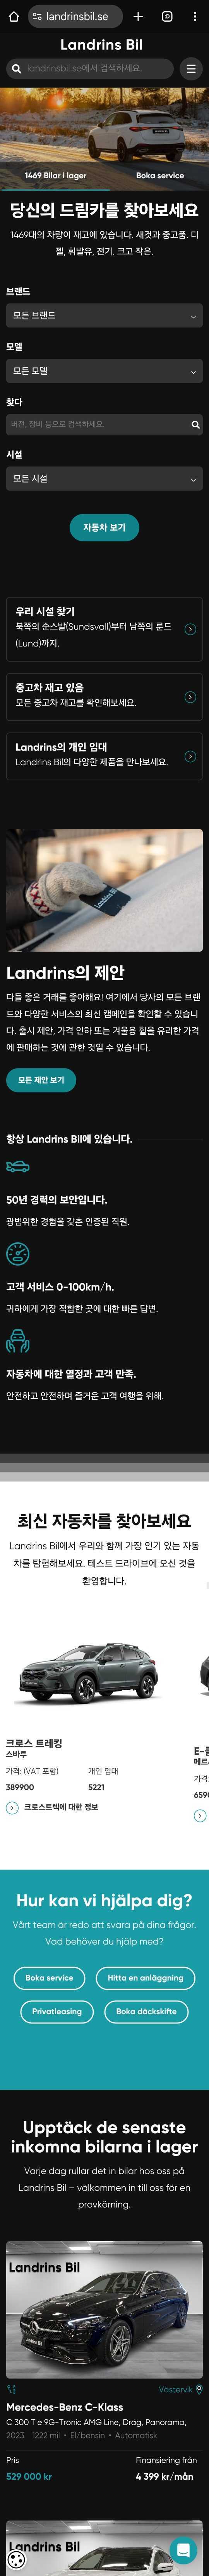 landrinsbil.se
Landrins Bil
landrinsbil.se에서 검색하세요.
1469 Bilar i lager
Boka service
당신의 드림카를 찾아보세요
1469대의 차량이 재고에 있습니다. 새것과 중고품. 디
젤, 휘발유, 전기. 크고 작은.
브랜드
모든 브랜드
모델
모든 모델
찾다
버전, 장비 등으로 검색하세요.
시설
모든 시설
자동차 보기
우리 시설 찾기
북쪽의 순스발(Sundsvall)부터 남쪽의 룬드
(Lund)까지.
중고차 재고 있음
모든 중고차 재고를 확인해보세요.
Landrins의 개인 임대
Landrins Bil의 다양한 제품을 만나보세요.
Landrins Bil
Landrins의 제안
다들 좋은 거래를 좋아해요! 여기에서 당사의 모든 브랜
드와 다양한 서비스의 최신 캠페인을 확인할 수 있습니
다. 출시 제안, 가격 인하 또는 겨울용 휠을 유리한 가격
에 판매하는 것에 관한 것일 수 있습니다.
모든 제안 보기
항상 Landrins Bil에 있습니다.
50년 경력의 보안입니다.
광범위한 경험을 갖춘 인증된 직원.
고객 서비스 0-100km/h.
귀하에게 가장 적합한 곳에 대한 빠른 답변.
자동차에 대한 열정과 고객 만족.
안전하고 안전하며 즐거운 고객 여행을 위해.
최신 자동차를 찾아보세요
Landrins Bil에서 우리와 함께 가장 인기 있는 자동
차를 탐험해보세요. 테스트 드라이브에 오신 것을
환영합니다.
크로스 트레킹
스바루
가격: (VAT 포함)
개인 임대
389900
5221
크로스트렉에 대한 정보
E-클
메르
가격:
659
Hur kan vi hjälpa dig?
Vårt team är redo att svara på dina frågor.
Vad behöver du hjälp med?
Boka service
Hitta en anläggning
Privatleasing
Boka däckskifte
Upptäck de senaste
inkomna bilarna i lager
Varje dag rullar det in bilar hos oss på
Landrins Bil – välkommen in till oss för en
provkörning.
Landrins Bil
Västervik
Mercedes-Benz C-Klass
C 300 T e 9G-Tronic AMG Line, Drag, Panorama,
2023 1222 mil • El/bensin • Automatisk
Pris
Finansiering från
529 000 kr
4 399 kr/mån
Landrins Bil